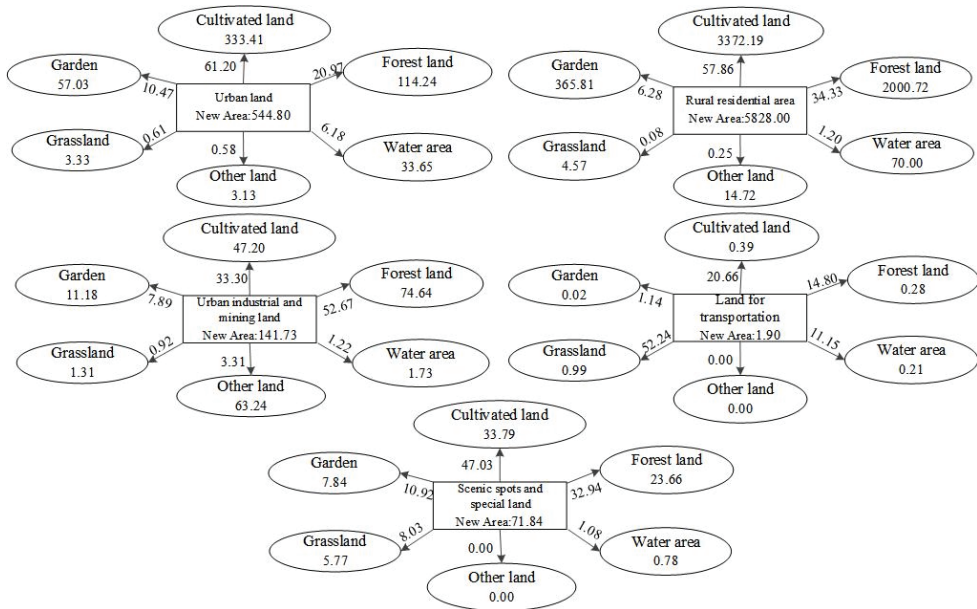 Cultivated land
333.41
Garden
57.03
Forest land
114.24
61.20
10.47
20.97
Urban land
New Area:544.80
0.61
6.18
0.58
Grassland
3.33
Water area
33.65
Other land
3.13
Cultivated land
3372.19
Garden
365.81
Forest land
2000.72
57.86
6.28
34.33
Rural residential area
New Area:5828.00
0.08
1.20
0.25
Grassland
4.57
Water area
70.00
Other land
14.72
Cultivated land
47.20
Garden
11.18
Forest land
74.64
33.30
7.89
52.67
Urban industrial and
mining land
New Area:141.73
0.92
1.22
3.31
Grassland
1.31
Water area
1.73
Other land
63.24
Cultivated land
0.39
Garden
0.02
Forest land
0.28
20.66
1.14
14.80
Land for
transportation
New Area:1.90
52.24
11.15
0.00
Grassland
0.99
Water area
0.21
Other land
0.00
Cultivated land
33.79
Garden
7.84
Forest land
23.66
47.03
10.92
32.94
Scenic spots and
special land
New Area:71.84
8.03
1.08
0.00
Grassland
5.77
Water area
0.78
Other land
0.00